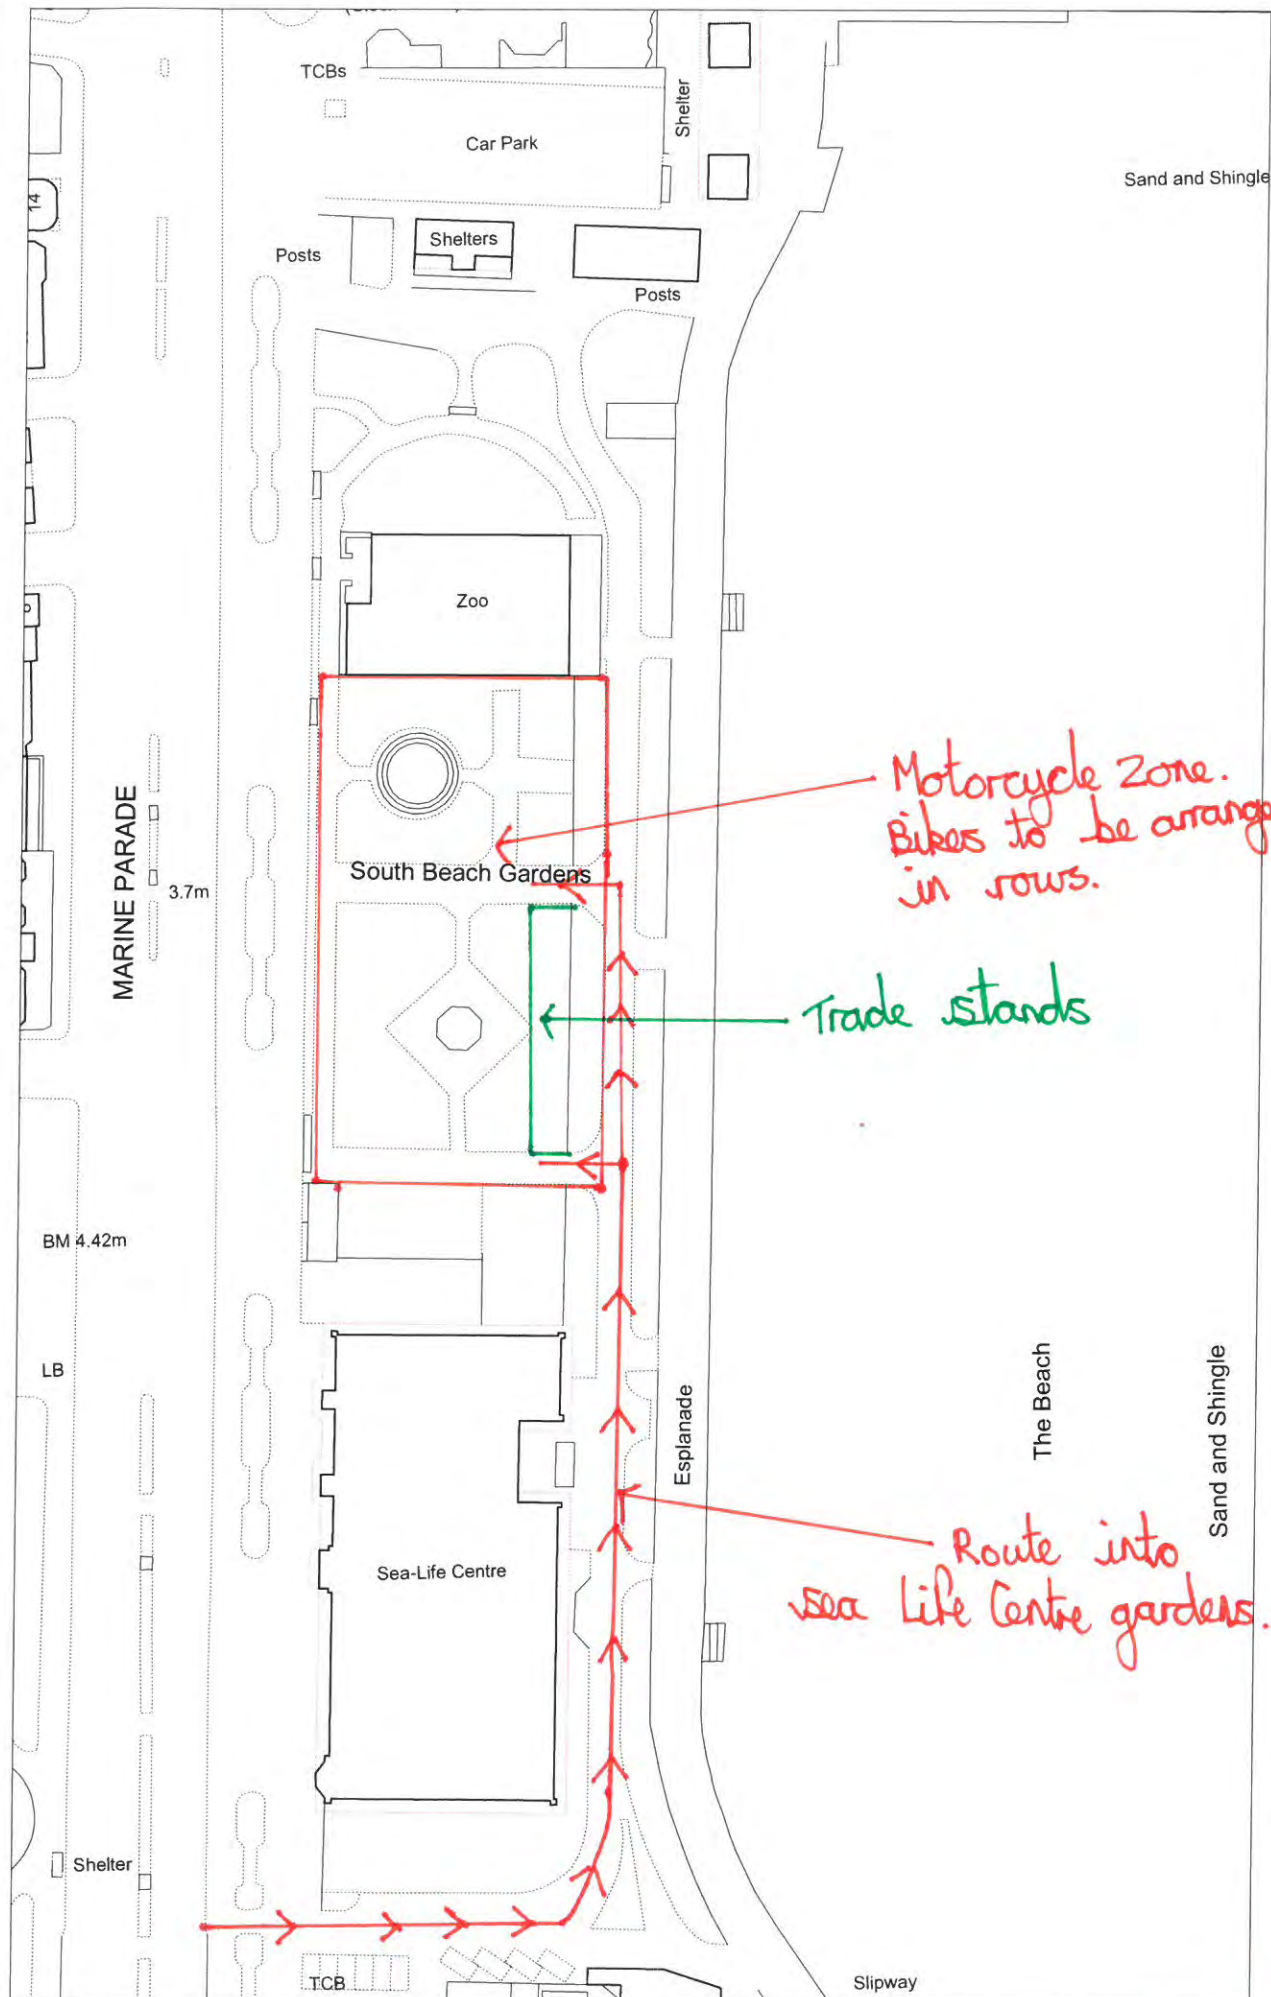 TCBs
Car Park
Shelter
Sand and Shingle
14
Shelters
Posts
Posts
Zoo
Motorcycle Zone.
Bikes to be arrange
in rows.
MARINE PARADE
3.7m
South Beach Gardens
Trade stands
BM 4.42m
LB
Esplanade
The Beach
Sand and Shingle
Sea-Life Centre
Route into
sea Life Centre gardens.
Shelter
TCB
Slipway